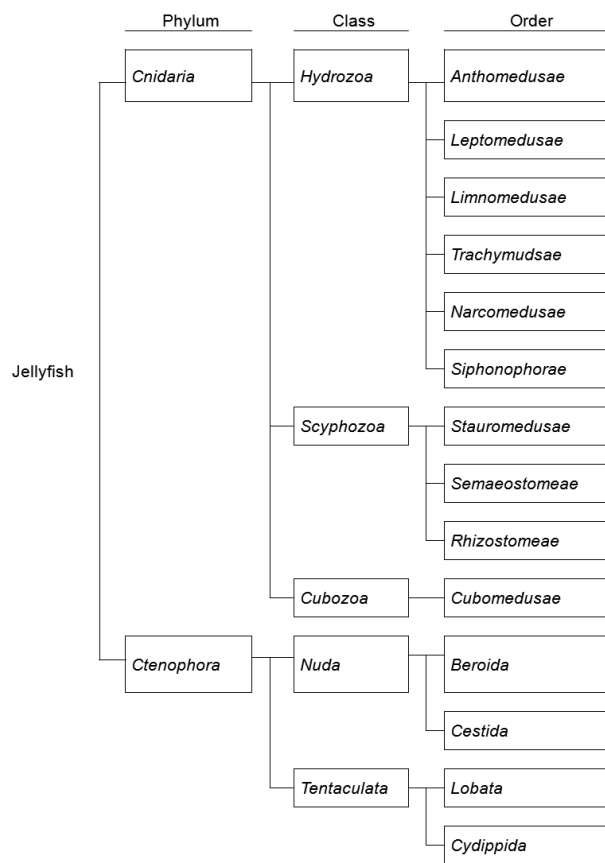 Phylum Class Order
Cnidaria Hydrozoa Anthomedusae
Leptomedusae
Limnomedusae
Trachymudsae
Narcomedusae
Siphonophorae
Jellyfish
Scyphozoa Stauromedusae
Semaeostomeae
Rhizostomeae
Cubozoa Cubomedusae
Ctenophora Nuda Beroida
Cestida
Tentaculata Lobata
Cydippida